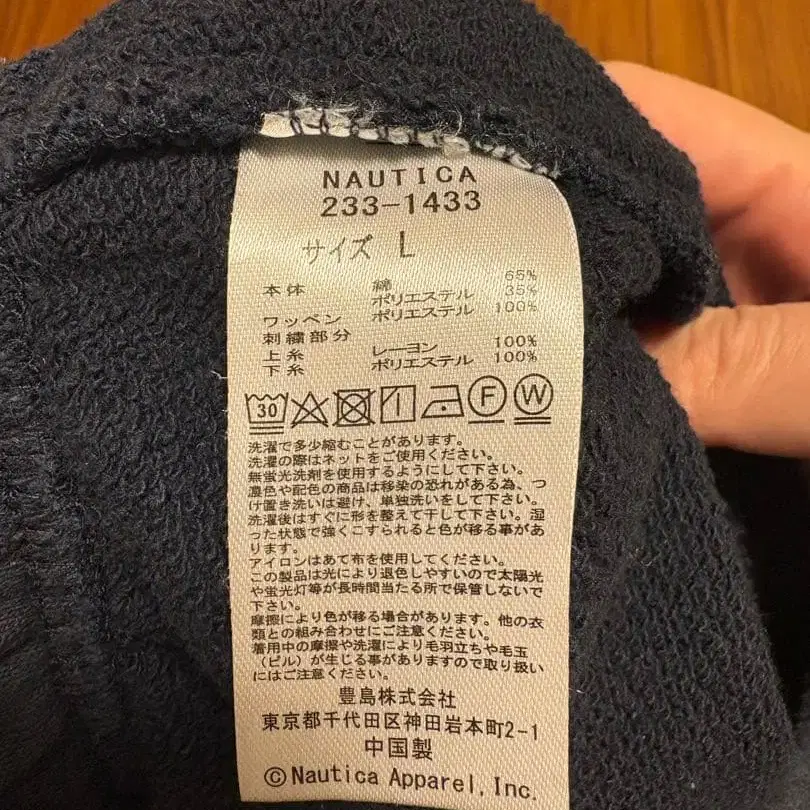 NAUTICA
233-1433
サイズ L
本体 綿 65%
ポリエステル 35%
ワッペン ポリエステル 100%
刺繍部分
上糸 レーヨン 100%
下糸 ポリエステル 100%
30 F W
洗濯で多少縮むことがあります。
洗濯の際はネットをご使用ください。
無蛍光洗剤を使用するようにして下さい。
濃色や配色の商品は移染の恐れがある為、つ
け置き洗いは避け、単独洗いをして下さい。
洗濯後はすぐに形を整えて干して下さい。湿
った状態で強くこすられると色が移る事があ
ります。
アイロンはあて布を使用してください。
この製品は光により退色しやすいので太陽光
や蛍光灯等が長時間当たる所で保管しないで
下さい。
摩擦により色が移る場合があります。他の衣
類との組み合わせにご注意ください。
着用中の摩擦や洗濯により毛羽立ちや毛玉
(ピル)が生じる事がありますので取り扱い
にはご注意ください。
豊島株式会社
東京都千代田区神田岩本町2-1
中国製
©Nautica Apparel, Inc.